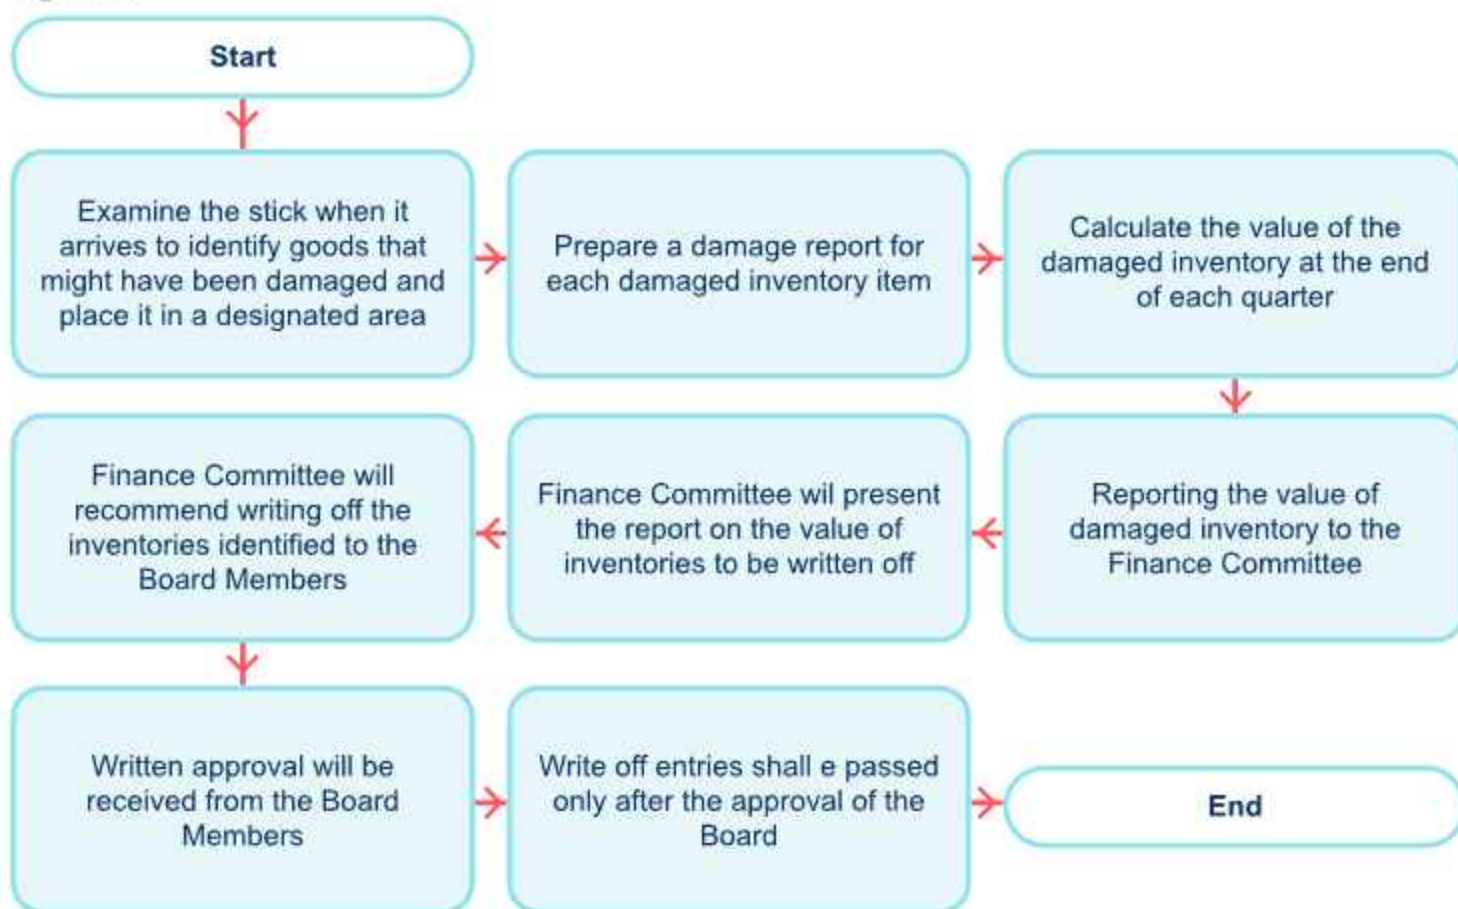 Start
Examine the stick when it
arrives to identify goods that
might have been damaged and
place it in a designated area
Prepare a damage report for
each damaged inventory item
Calculate the value of the
damaged inventory at the end
of each quarter
Reporting the value of
damaged inventory to the
Finance Committee
Finance Committee wil present
the report on the value of
inventories to be written off
Finance Committee will
recommend writing off the
inventories identified to the
Board Members
Written approval will be
received from the Board
Members
Write off entries shall e passed
only after the approval of the
Board
End